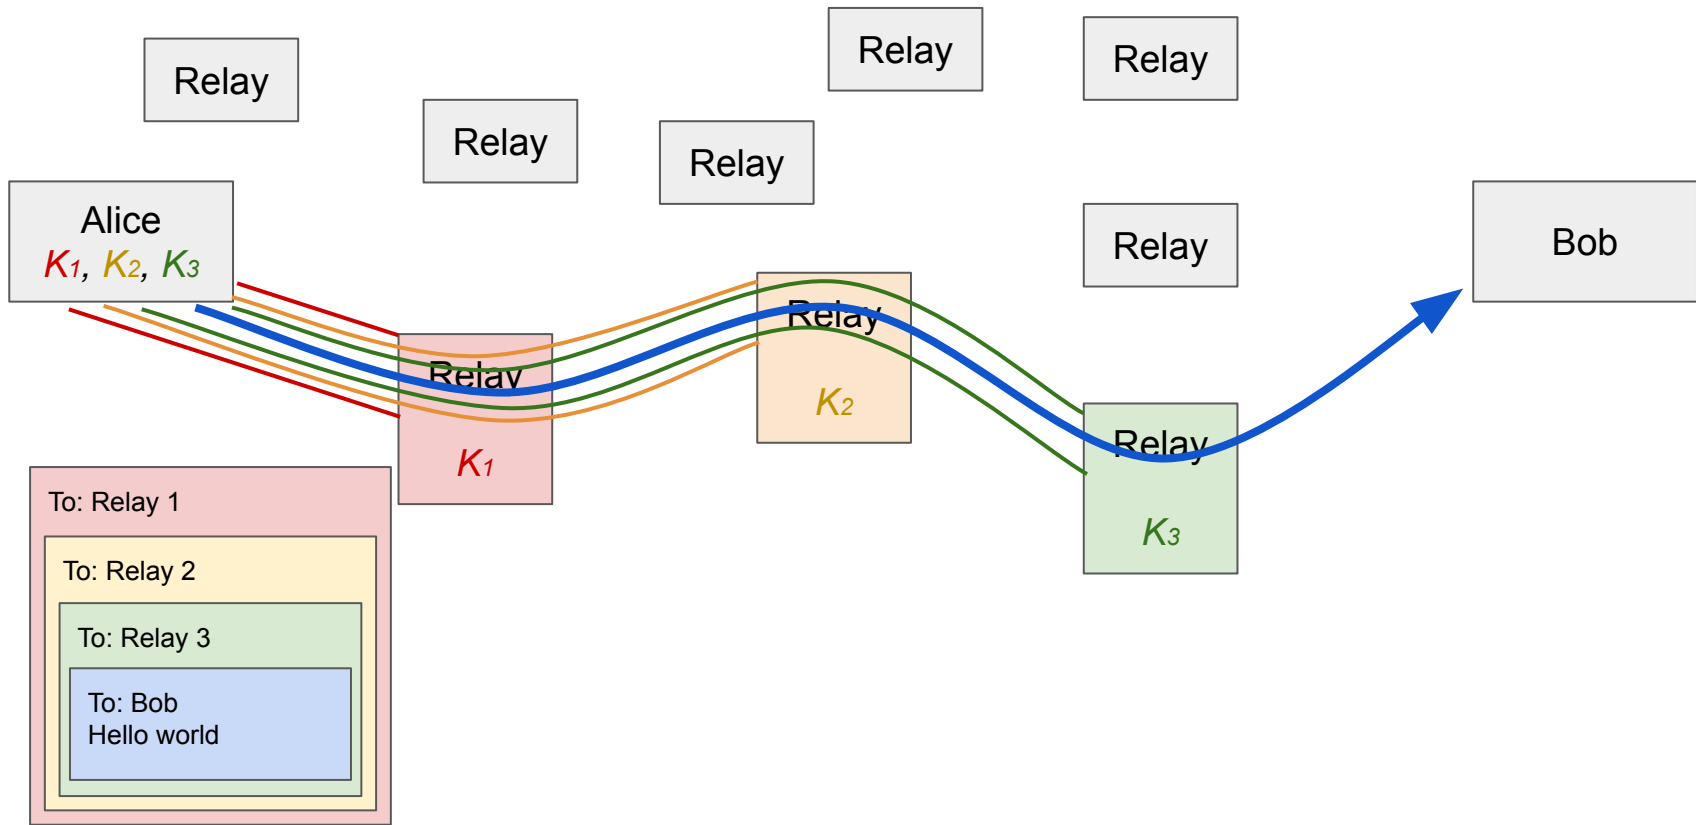 Relay
Relay
Relay
Relay
Relay
Relay
Alice
K1, K2, K3
Bob
Relay
K1
Relay
K2
Relay
K3
To: Relay 1
To: Relay 2
To: Relay 3
To: Bob
Hello world